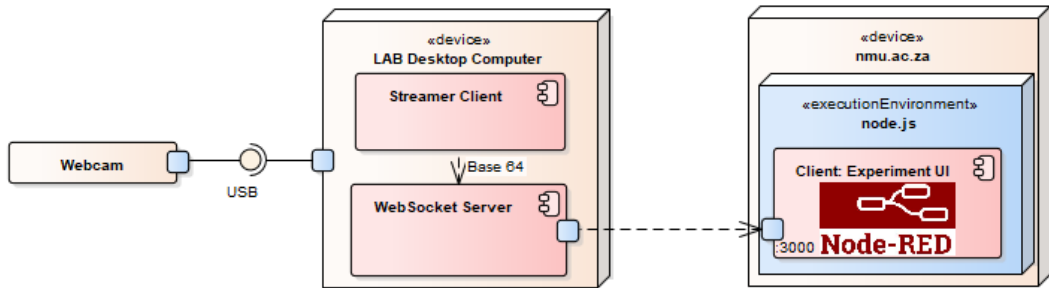 Webcam
USB
«device»
LAB Desktop Computer
Streamer Client
Base 64
WebSocket Server
«device»
nmu.ac.za
«executionEnvironment»
node.js
Client: Experiment UI
:3000
Node-RED